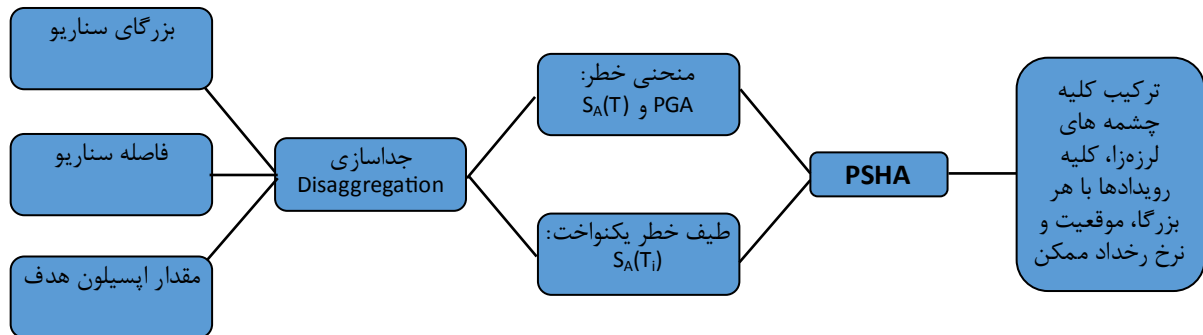 ترکیب کلیه
چشمه های
لرزه‌زا، کلیه
رویدادها با هر
بزرگا، موقعیت و
نرخ رخداد ممکن
PSHA
منحنی خطر:
PGA و SA(T)
طیف خطر یکنواخت:
SA(Ti)
جداسازی
Disaggregation
بزرگای سناریو
فاصله سناریو
مقدار اپسیلون هدف